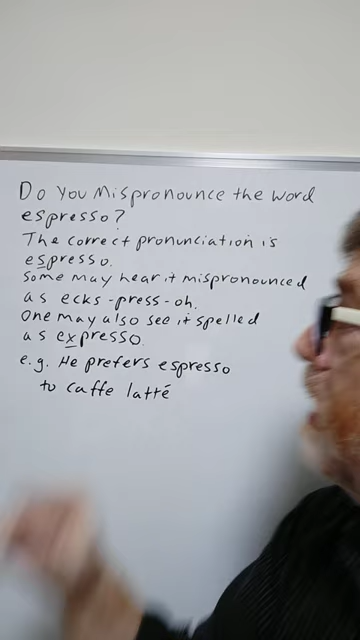 Do You Mispronounce the word
espresso?
The correct pronunciation is
espresso.
Some may hear it mispronounced
as ecks-press-oh.
One may also see it spelled
as expresso.
e.g. He prefers espresso
to caffe latté